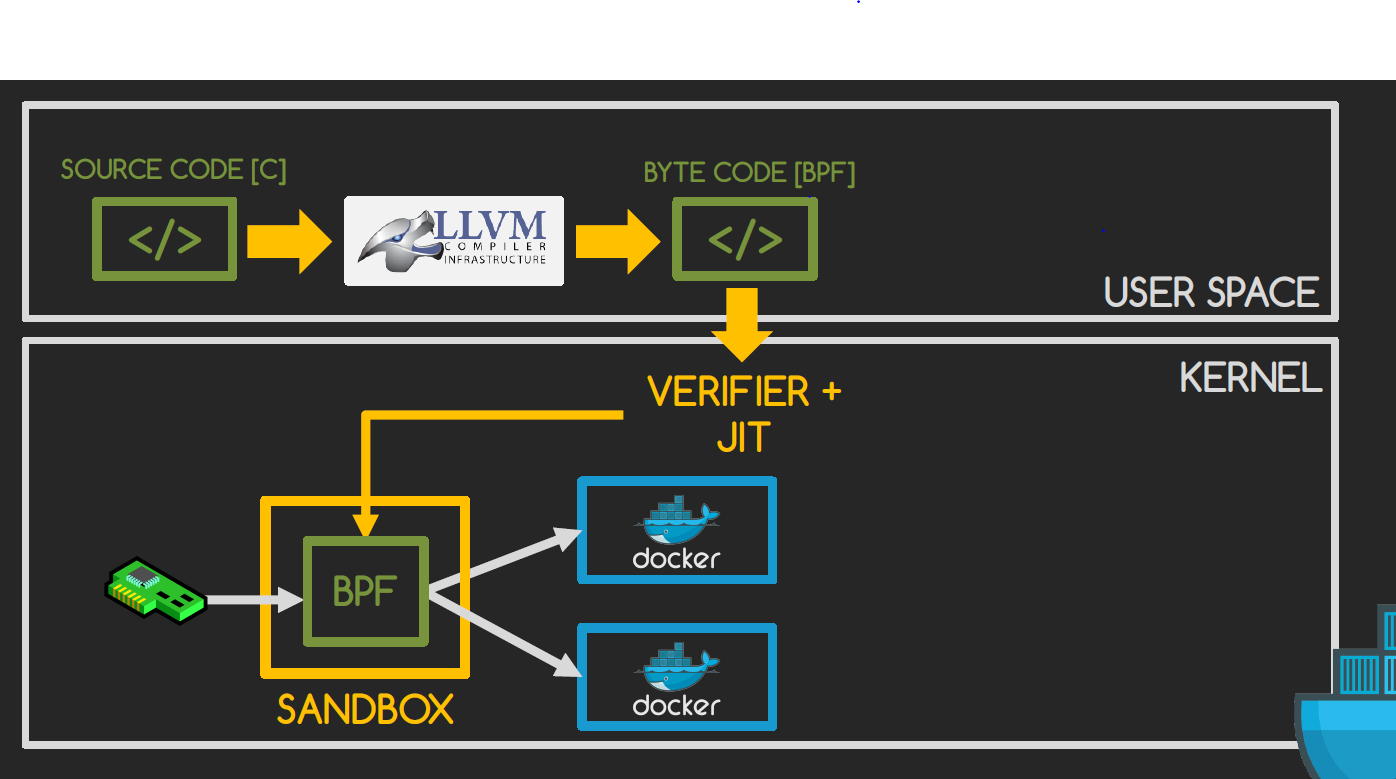 SOURCE CODE [C]
BYTE CODE [BPF]
</>
LLVM
COMPILER
INFRASTRUCTURE
</>
USER SPACE
KERNEL
VERIFIER +
JIT
docker
BPF
docker
SANDBOX